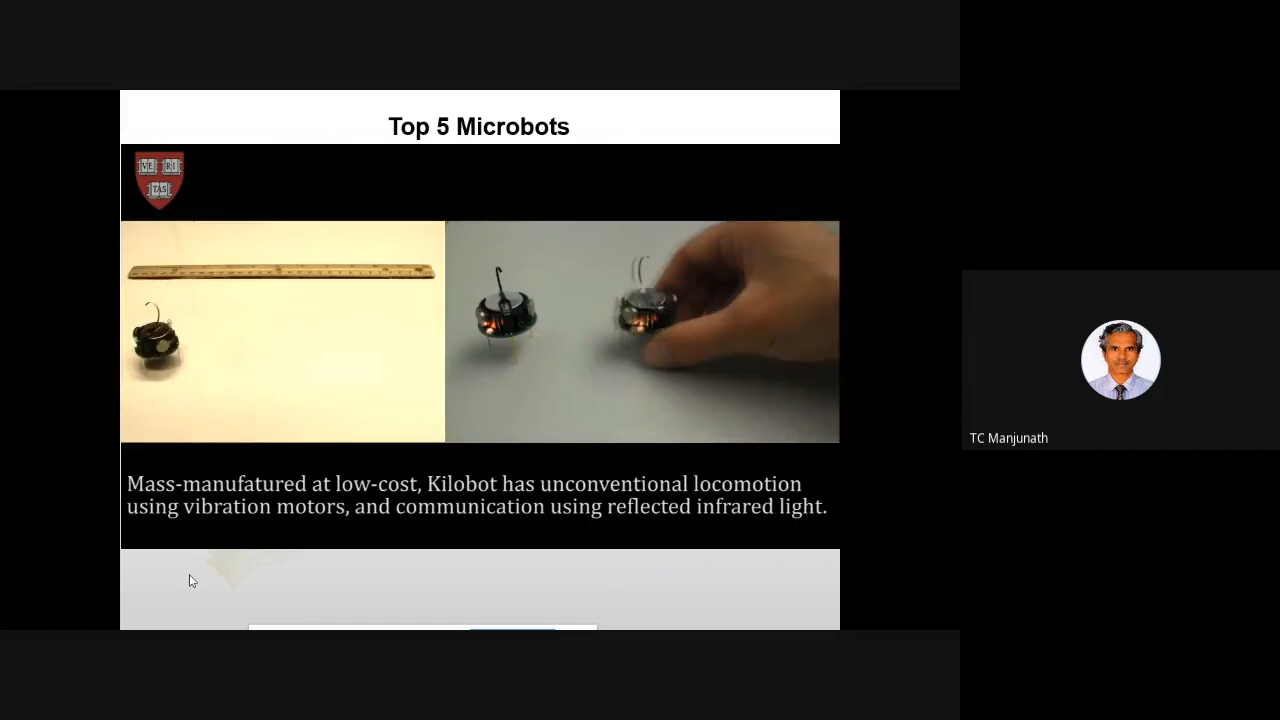 Top 5 Microbots
VE RI
TAS
Mass-manufatured at low-cost, Kilobot has unconventional locomotion
using vibration motors, and communication using reflected infrared light.
TC Manjunath